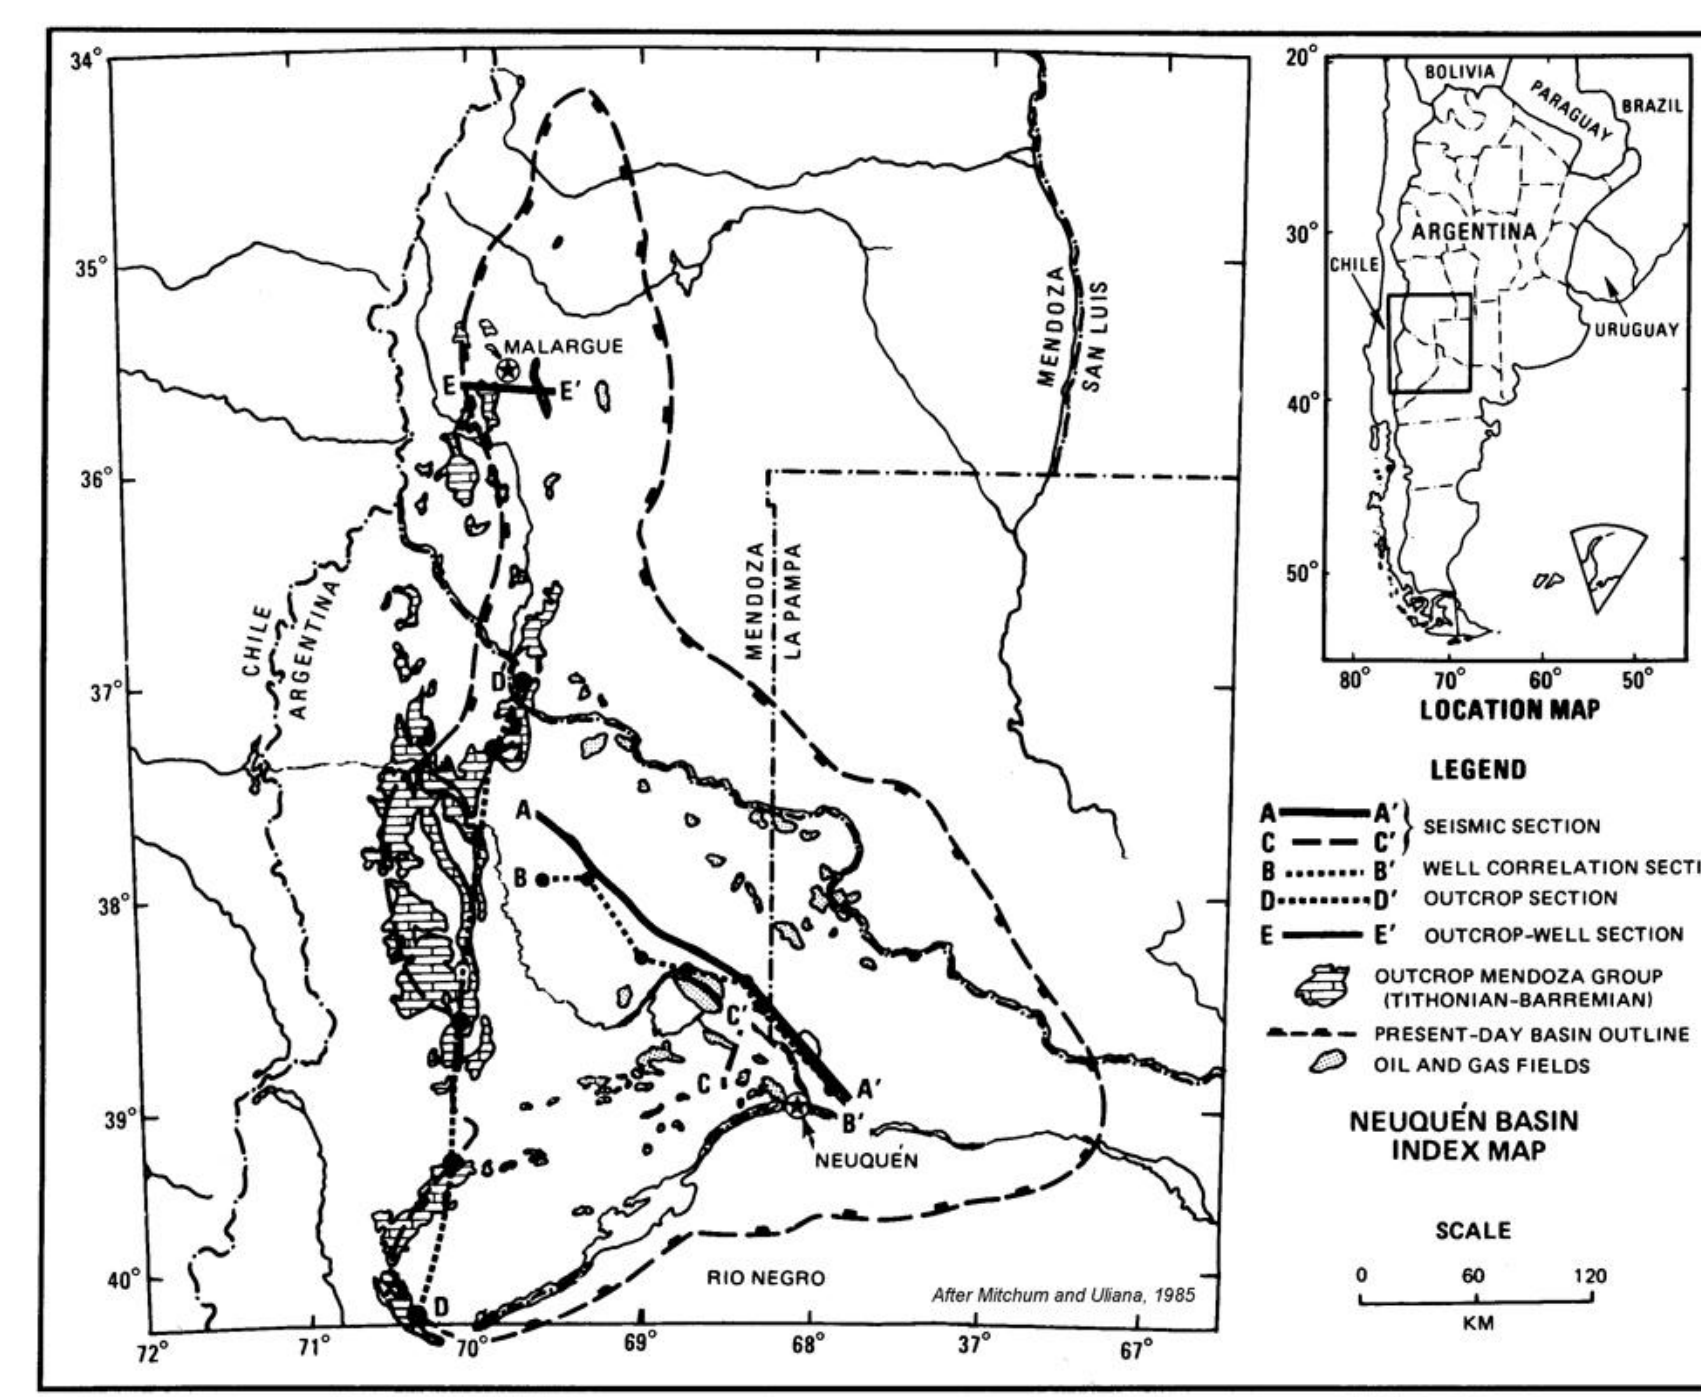 34°
35°
36°
37°
38°
39°
40°
72°
71°
70°
69°
68°
37°
67°
MALARGUE
E
E'
MENDOZA
SAN LUIS
MENDOZA
LA PAMPA
CHILE
ARGENTINA
D
A
B
C'
C
A'
B'
NEUQUÉN
D
RIO NEGRO
After Mitchum and Uliana, 1985
20°
30°
40°
50°
80°
70°
60°
50°
BOLIVIA
PARAGUAY
BRAZIL
ARGENTINA
CHILE
URUGUAY
LOCATION MAP
LEGEND
A A'
C C'
SEISMIC SECTION
B B' WELL CORRELATION SECTI
D D' OUTCROP SECTION
E E' OUTCROP-WELL SECTION
OUTCROP MENDOZA GROUP
(TITHONIAN-BARREMIAN)
PRESENT-DAY BASIN OUTLINE
OIL AND GAS FIELDS
NEUQUÉN BASIN
INDEX MAP
SCALE
0 60 120
KM